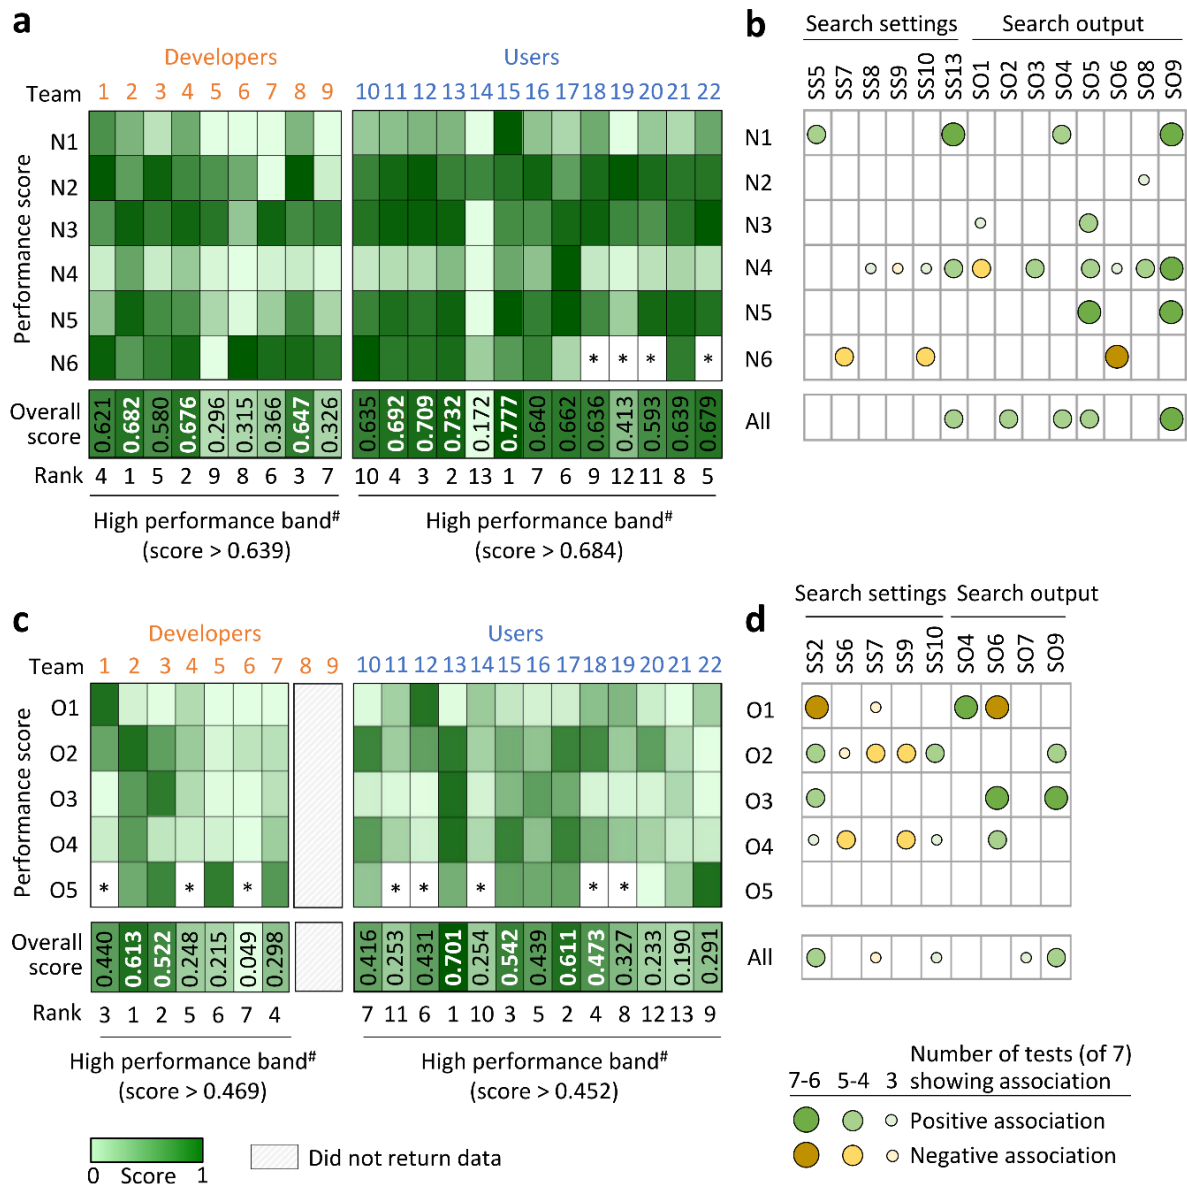 a
Developers Users
Team 1 2 3 4 5 6 7 8 9 10 11 12 13 14 15 16 17 18 19 20 21 22
Performance score
N1
N2
N3
N4
N5
N6 * * * *
Overall score 0.621 0.682 0.580 0.676 0.296 0.315 0.366 0.647 0.326 0.635 0.692 0.709 0.732 0.172 0.777 0.640 0.662 0.636 0.413 0.593 0.639 0.679
Rank 4 1 5 2 9 8 6 3 7 10 4 3 2 13 1 7 6 9 12 11 8 5
High performance band# High performance band#
(score > 0.639) (score > 0.684)
b
Search settings Search output
SS5 SS7 SS8 SS9 SS10 SS13 SO1 SO2 SO3 SO4 SO5 SO6 SO8 SO9
N1
N2
N3
N4
N5
N6
All
c
Developers Users
Team 1 2 3 4 5 6 7 8 9 10 11 12 13 14 15 16 17 18 19 20 21 22
Performance score
O1
O2
O3
O4
O5 * * * * * * * *
Overall score 0.440 0.613 0.522 0.248 0.215 0.049 0.298 0.416 0.253 0.431 0.701 0.254 0.542 0.439 0.611 0.473 0.327 0.233 0.190 0.291
Rank 3 1 2 5 6 7 4 7 11 6 1 10 3 5 2 4 8 12 13 9
High performance band# High performance band#
(score > 0.469) (score > 0.452)
0 Score 1
Did not return data
d
Search settings Search output
SS2 SS6 SS7 SS9 SS10 SO4 SO6 SO7 SO9
O1
O2
O3
O4
O5
All
Number of tests (of 7)
7-6 5-4 3 showing association
Positive association
Negative association